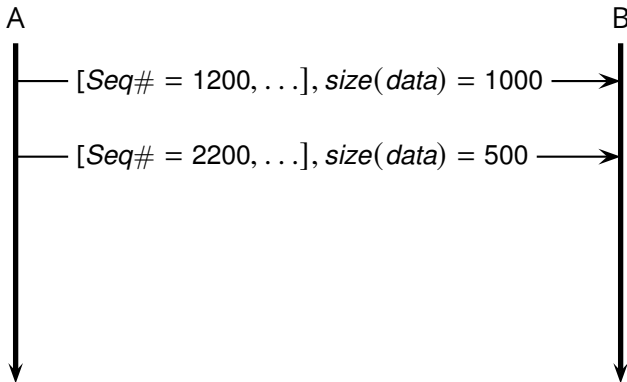 A B
[Seq# = 1200, . . .], size(data) = 1000
[Seq# = 2200, . . .], size(data) = 500